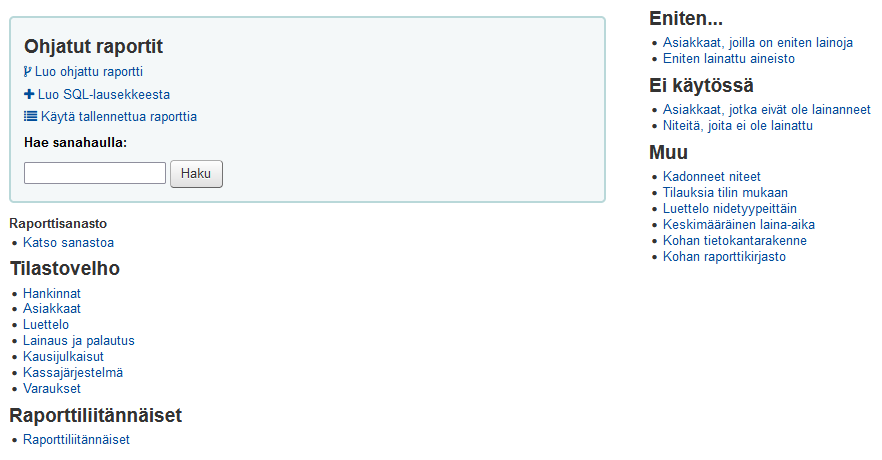 Ohjatut raportit
Luo ohjattu raportti
Luo SQL-lausekkeesta
Käytä tallennettua raporttia
Hae sanahaulla:
Haku
Raporttisanasto
Katso sanastoa
Tilastovelho
Hankinnat
Asiakkaat
Luettelo
Lainaus ja palautus
Kausijulkaisut
Kassajärjestelmä
Varaukset
Raporttiliitännäiset
Raporttiliitännäiset
Eniten...
Asiakkaat, joilla on eniten lainoja
Eniten lainattu aineisto
Ei käytössä
Asiakkaat, jotka eivät ole lainanneet
Niteitä, joita ei ole lainattu
Muu
Kadonneet niteet
Tilauksia tilin mukaan
Luettelo nidetyypeittäin
Keskimääräinen laina-aika
Kohan tietokantarakenne
Kohan raporttikirjasto